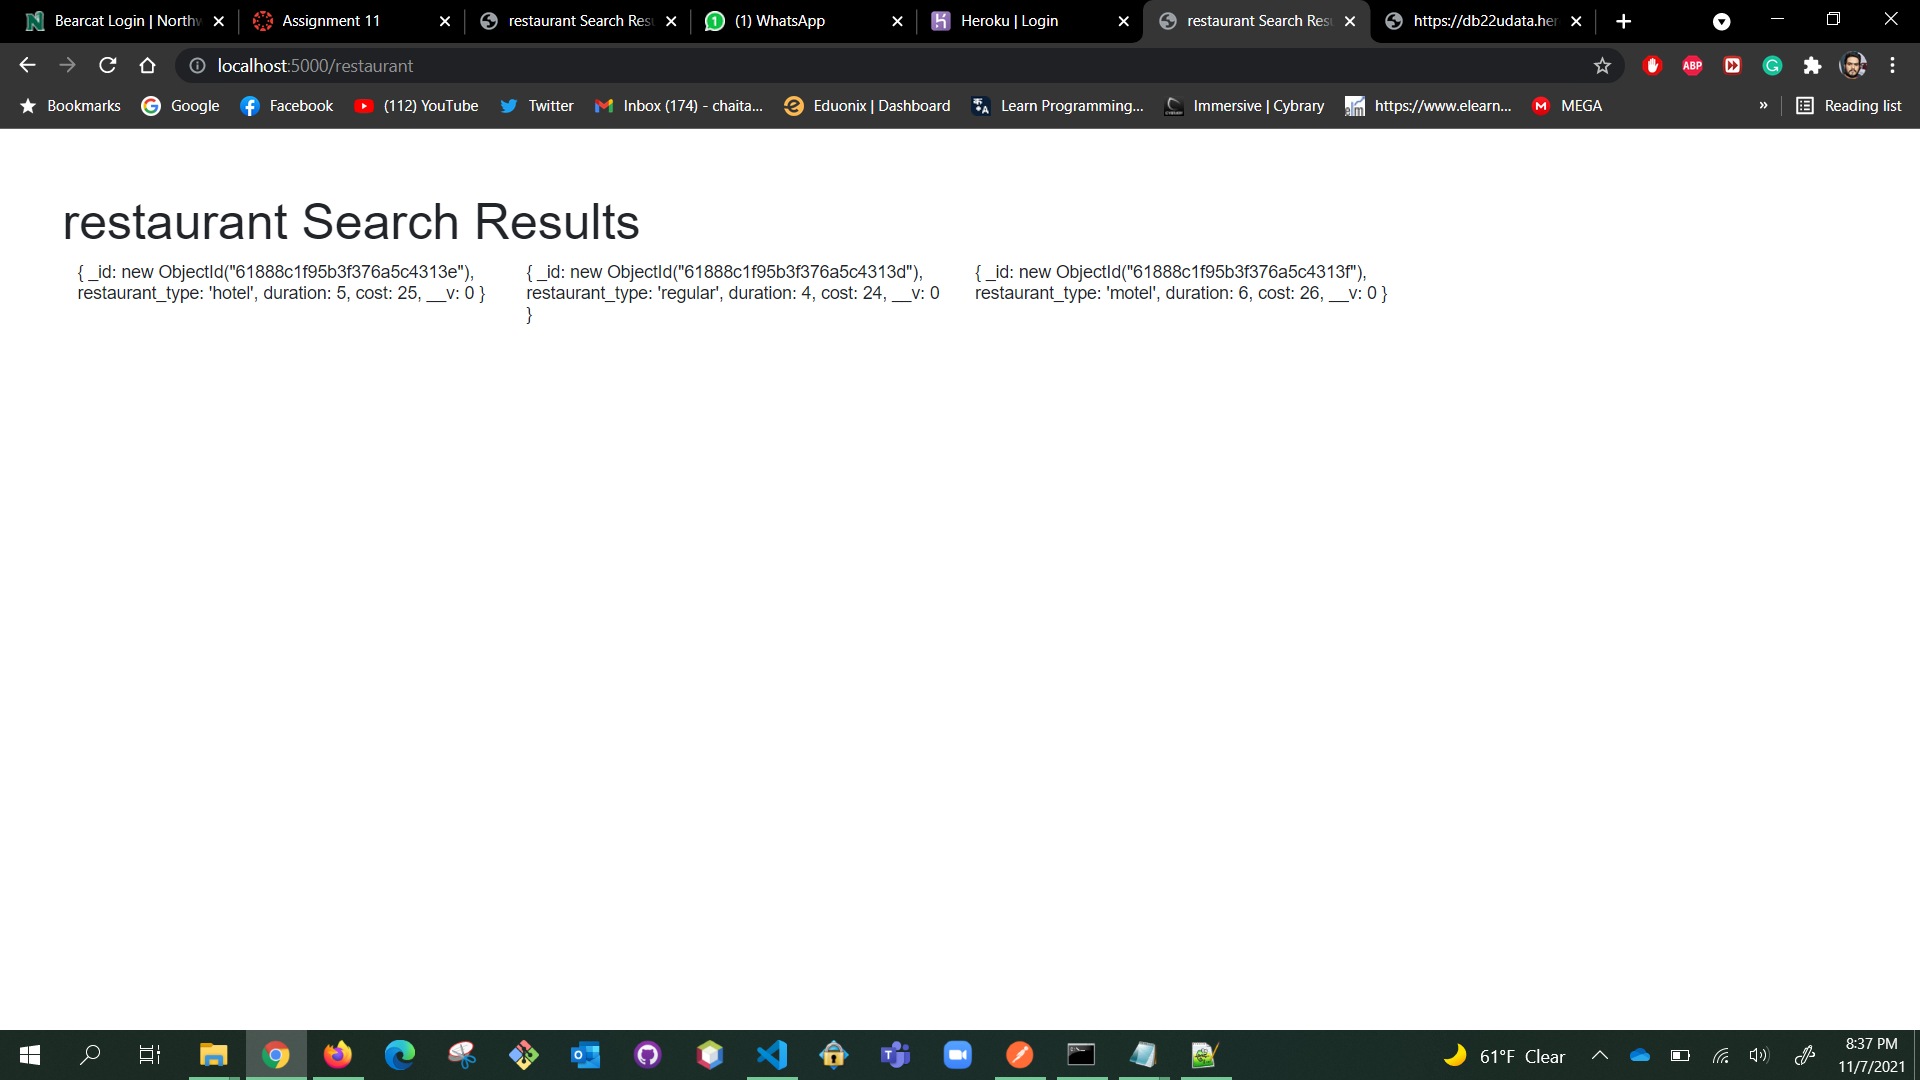 Bearcat Login | Northw
Assignment 11
restaurant Search Resu
(1) WhatsApp
Heroku | Login
restaurant Search Resu
https://db22udata.her
localhost:5000/restaurant
ABP
Bookmarks
Google
Facebook
(112) YouTube
Twitter
Inbox (174) - chaita...
Eduonix | Dashboard
Learn Programming...
Immersive | Cybrary
https://www.elearn...
MEGA
»
Reading list
restaurant Search Results
{ _id: new ObjectId("61888c1f95b3f376a5c4313e"),
restaurant_type: 'hotel', duration: 5, cost: 25, __v: 0 }
{ _id: new ObjectId("61888c1f95b3f376a5c4313d"),
restaurant_type: 'regular', duration: 4, cost: 24, __v: 0
}
{ _id: new ObjectId("61888c1f95b3f376a5c4313f"),
restaurant_type: 'motel', duration: 6, cost: 26, __v: 0 }
61°F Clear
8:37 PM
11/7/2021